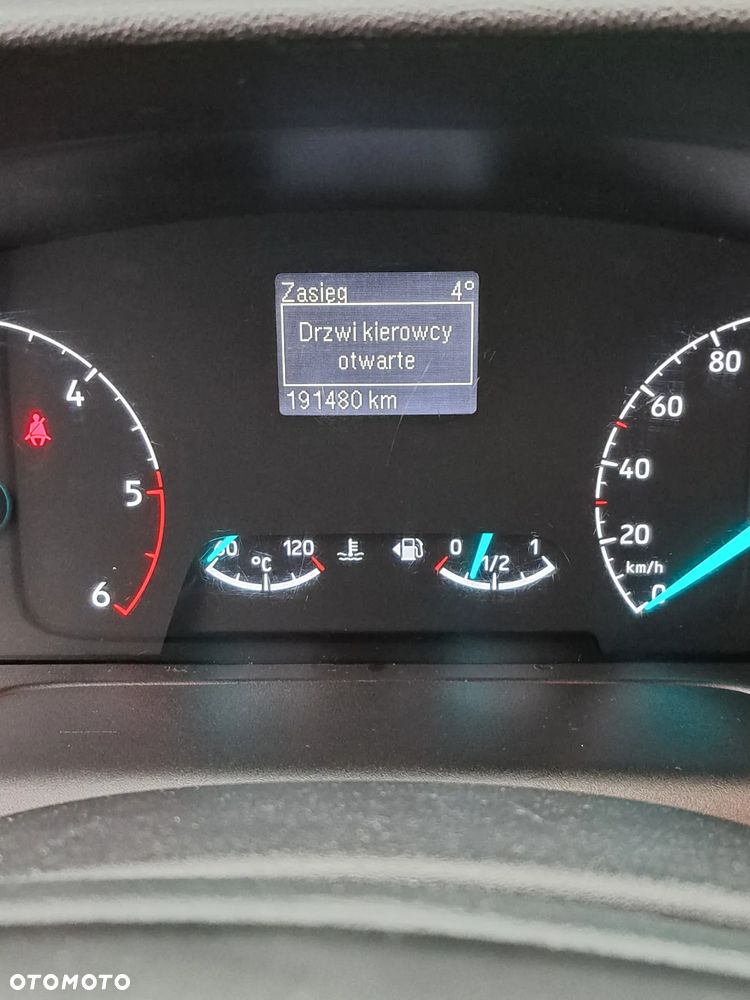 Zasięg 4°
Drzwi kierowcy
otwarte
191480 km
4
5
6
60 °C 120
0 1/2 1
80
60
40
20
km/h
0
OTOMOTO